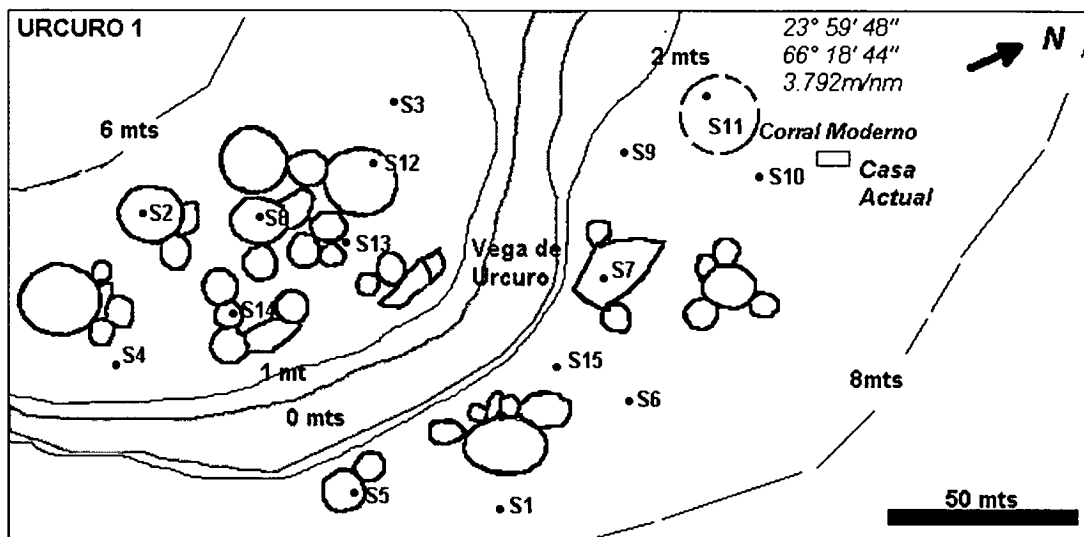 URCURO 1
23° 59' 48"
66° 18' 44"
3.792m/nm
N
2 mts
6 mts
S3
S11
Corral Moderno
S9
S12
S10
Casa
Actual
S2
S8
S13
Vega de
Urcuro
S7
S14
S4
1 mt
S15
8mts
0 mts
S6
S5
S1
50 mts